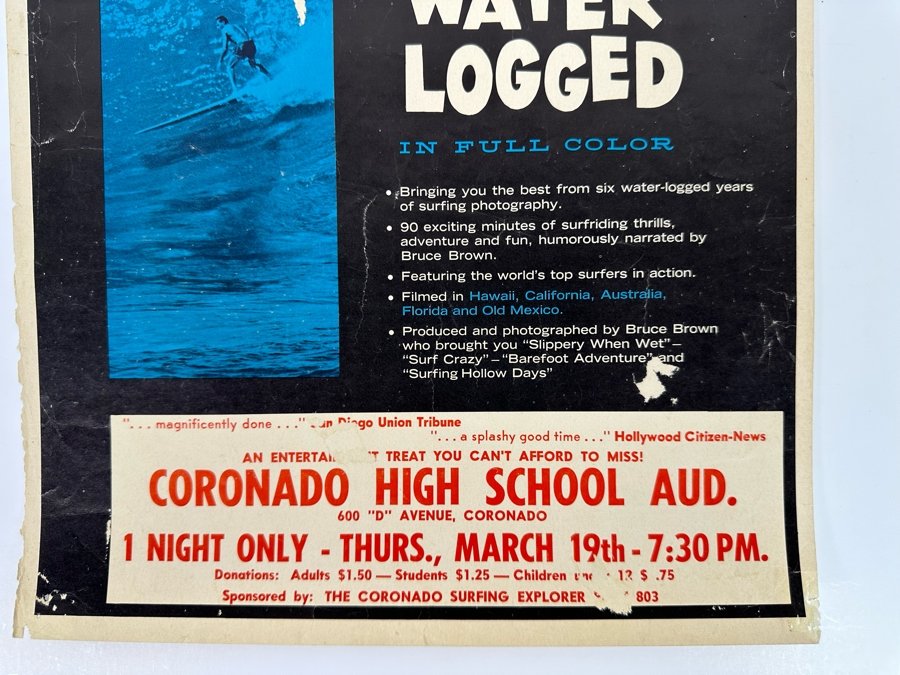 WATER
LOGGED
IN FULL COLOR
• Bringing you the best from six water-logged years
of surfing photography.
• 90 exciting minutes of surfriding thrills,
adventure and fun, humorously narrated by
Bruce Brown.
• Featuring the world's top surfers in action.
• Filmed in Hawaii, California, Australia,
Florida and Old Mexico.
• Produced and photographed by Bruce Brown
who brought you “Slippery When Wet”–
“Surf Crazy”–“Barefoot Adventure” and
“Surfing Hollow Days”
"... magnificently done ..." San Diego Union Tribune
"... a splashy good time ..." Hollywood Citizen-News
AN TREAT YOU CAN'T AFFORD TO MISS!
CORONADO HIGH SCHOOL AUD.
600 "D" AVENUE, CORONADO
1 NIGHT ONLY - THURS., MARCH 19th - 7:30 PM.
Donations: Adults $1.50 — Students $1.25 — Children 12 $ .75
Sponsored by: THE CORONADO SURFING EXPLORER 803